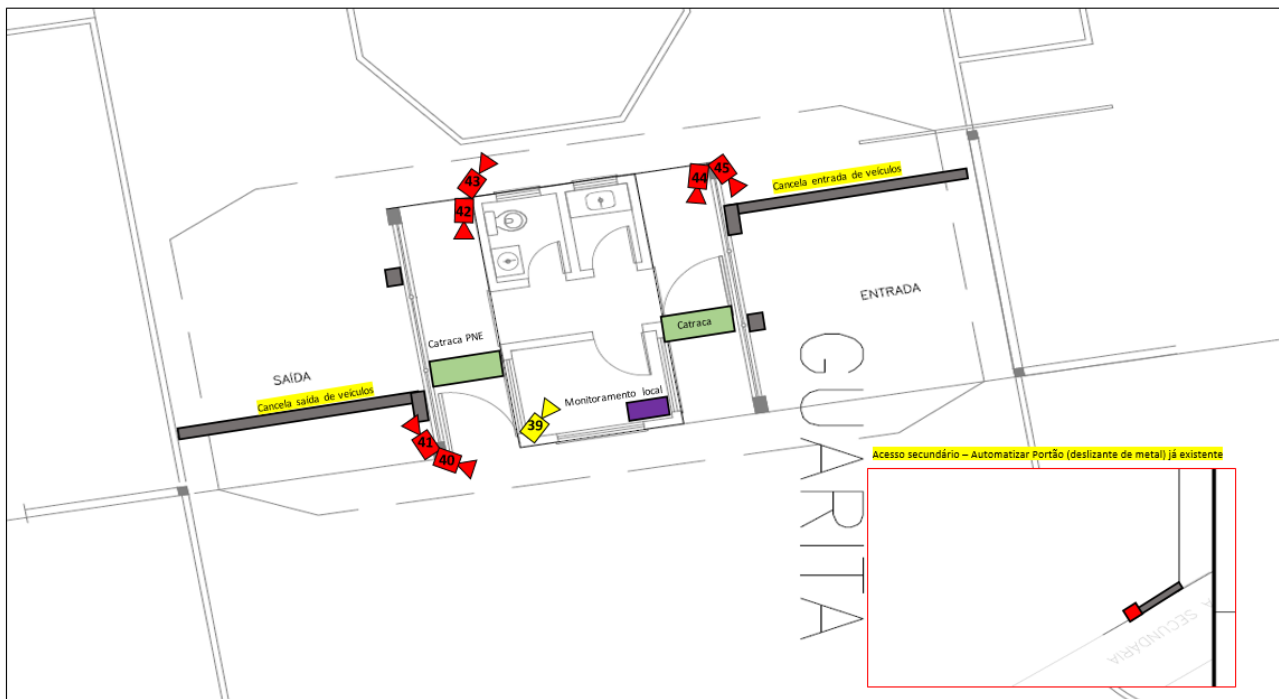 43
42
44
45
Cancela entrada de veículos
ENTRADA
Catraca
Catraca PNE
SAÍDA
Cancela saída de veículos
Monitoramento local
39
41
40
GUARITA
Acesso secundário – Automatizar Portão (deslizante de metal) já existente
A SECUNDÁRIA